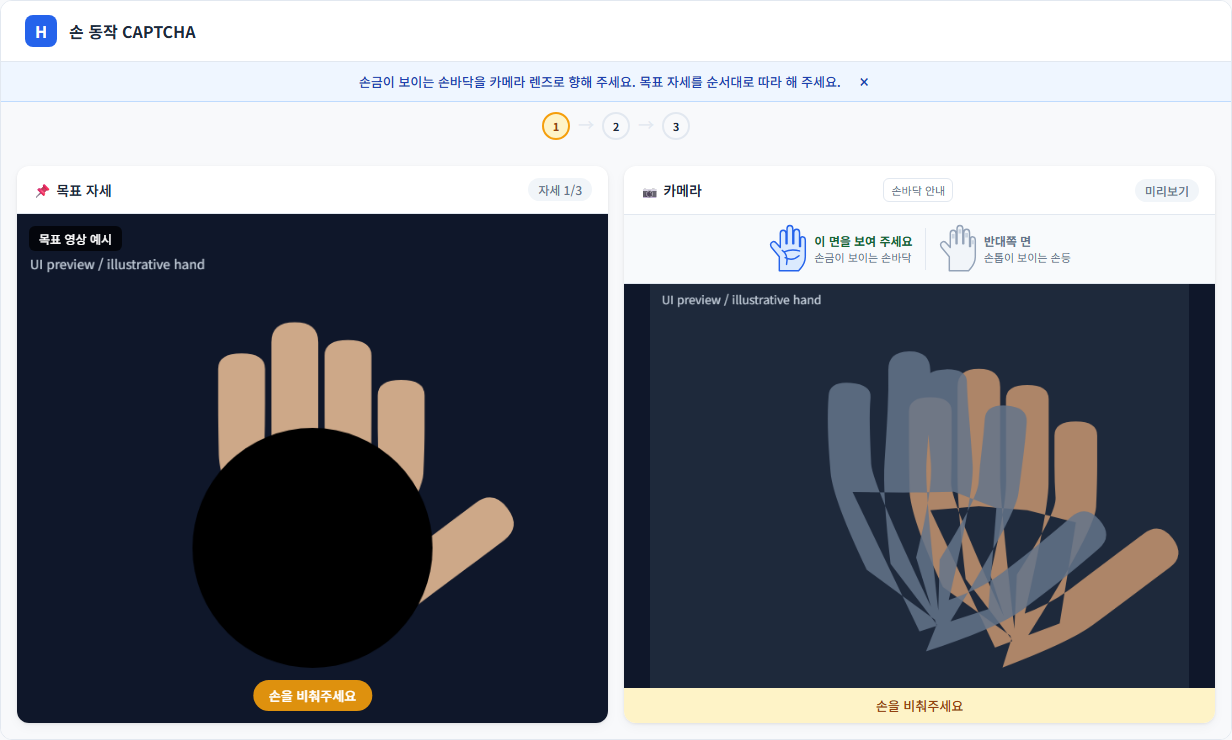 H 손 동작 CAPTCHA
손금이 보이는 손바닥을 카메라 렌즈로 향해 주세요. 목표 자세를 순서대로 따라 해 주세요. ×
1 → 2 → 3
📌 목표 자세 자세 1/3
목표 영상 예시
UI preview / illustrative hand
손을 비춰주세요
📷 카메라 손바닥 안내 미리보기
이 면을 보여 주세요
손금이 보이는 손바닥
반대쪽 면
손톱이 보이는 손등
UI preview / illustrative hand
손을 비춰주세요